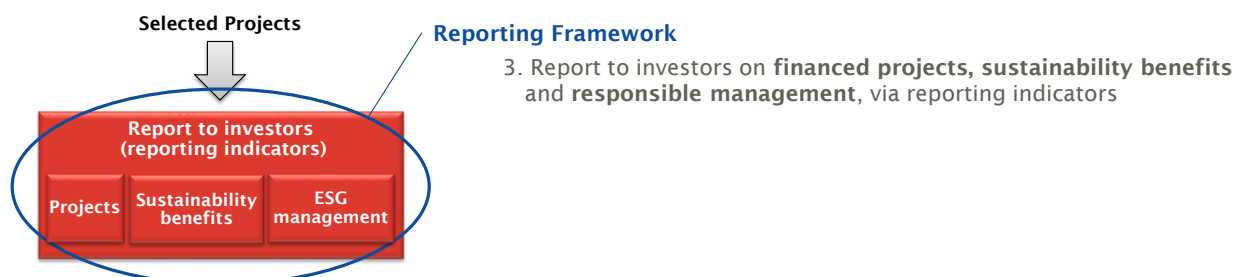 Selected Projects
Reporting Framework
3. Report to investors on financed projects, sustainability benefits
and responsible management, via reporting indicators
Report to investors
(reporting indicators)
Projects
Sustainability
benefits
ESG
management